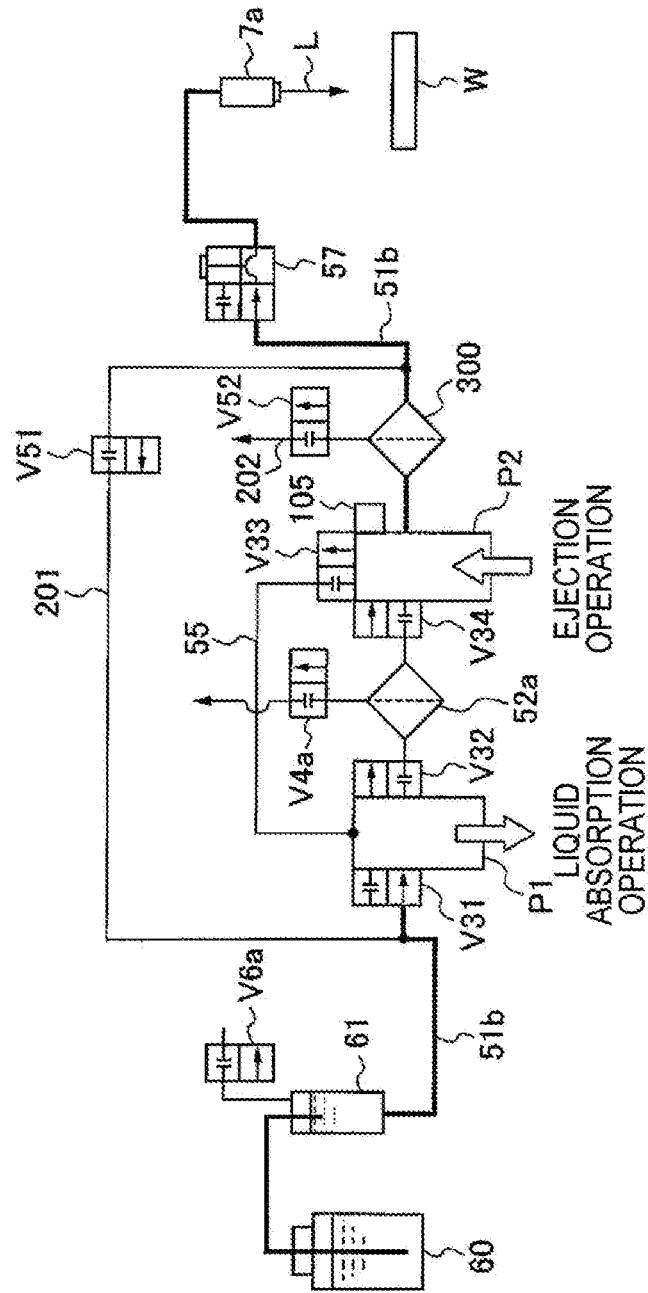 7a
L
W
57
51b
V51
V52
202
300
105
V33
P2
201
55
V34
EJECTION
OPERATION
V4a
52a
V32
V31
P1
LIQUID
ABSORPTION
OPERATION
V6a
61
51b
60